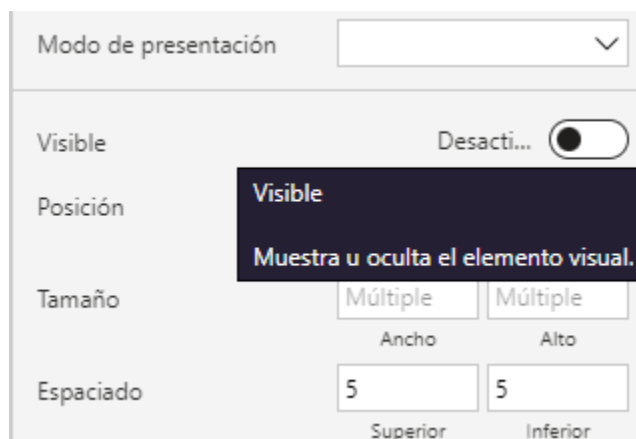 Modo de presentación
Visible Desacti...
Posición
Visible
Muestra u oculta el elemento visual.
Tamaño Múltiple Múltiple
Ancho Alto
Espaciado 5 5
Superior Inferior